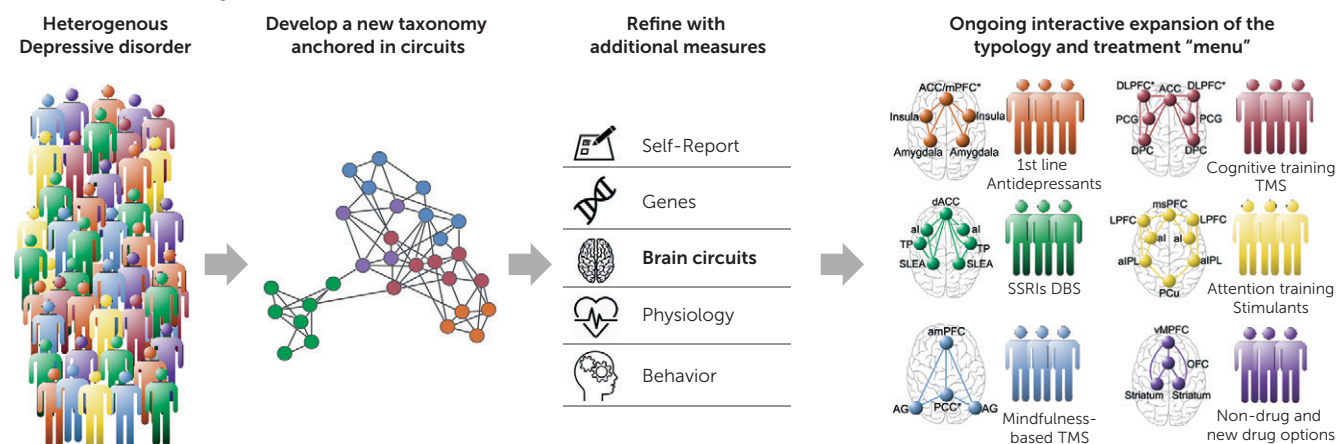 Heterogenous
Depressive disorder
Develop a new taxonomy
anchored in circuits
Refine with
additional measures
Ongoing interactive expansion of the
typology and treatment “menu”
Self-Report
Genes
Brain circuits
Physiology
Behavior
ACC/mPFC*
Insula
Insula
Amygdala
Amygdala
1st line
Antidepressants
DLPFC*
ACC
DLPFC*
PCG
PCG
DPC
DPC
Cognitive training
TMS
dACC
aI
aI
TP
TP
SLEA
SLEA
SSRIs DBS
msPFC
LPFC
LPFC
aI
aI
aIPL
aIPL
PCu
Attention training
Stimulants
amPFC
AG
PCC*
AG
Mindfulness-
based TMS
vMPFC
OFC
Striatum
Striatum
Non-drug and
new drug options